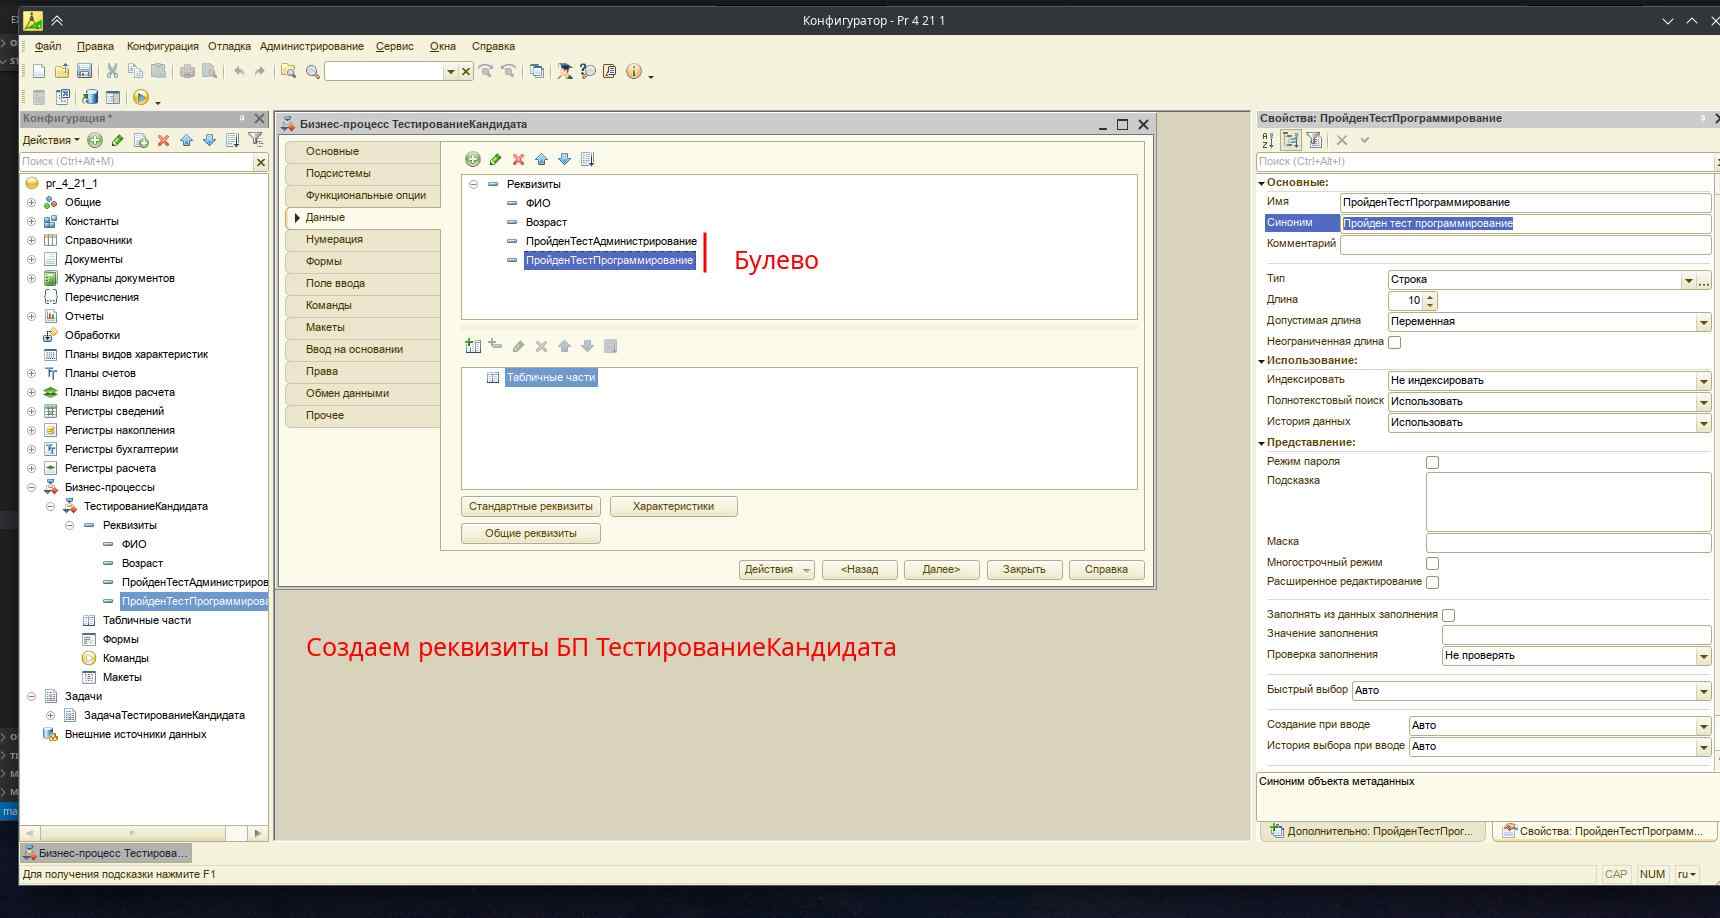 Конфигуратор - Pr 4 21 1
Файл Правка Конфигурация Отладка Администрирование Сервис Окна Справка
Конфигурация *
Действия
Поиск (Ctrl+Alt+M)
pr_4_21_1
Общие
Константы
Справочники
Документы
Журналы документов
Перечисления
Отчеты
Обработки
Планы видов характеристик
Планы счетов
Планы видов расчета
Регистры сведений
Регистры накопления
Регистры бухгалтерии
Регистры расчета
Бизнес-процессы
ТестированиеКандидата
Реквизиты
ФИО
Возраст
ПройденТестАдминистриров
ПройденТестПрограммирова
Табличные части
Формы
Команды
Макеты
Задачи
ЗадачаТестированиеКандидата
Внешние источники данных
Бизнес-процесс ТестированиеКандидата
Основные
Подсистемы
Функциональные опции
Данные
Нумерация
Формы
Поле ввода
Команды
Макеты
Ввод на основании
Права
Обмен данными
Прочее
Реквизиты
ФИО
Возраст
ПройденТестАдминистрирование
ПройденТестПрограммирование
Булево
Табличные части
Стандартные реквизиты Характеристики
Общие реквизиты
Действия <Назад Далее> Закрыть Справка
Создаем реквизиты БП ТестированиеКандидата
Свойства: ПройденТестПрограммирование
Поиск (Ctrl+Alt+I)
Основные:
Имя ПройденТестПрограммирование
Синоним Пройден тест программирование
Комментарий
Тип Строка
Длина 10
Допустимая длина Переменная
Неограниченная длина
Использование:
Индексировать Не индексировать
Полнотекстовый поиск Использовать
История данных Использовать
Представление:
Режим пароля
Подсказка
Маска
Многострочный режим
Расширенное редактирование
Заполнять из данных заполнения
Значение заполнения
Проверка заполнения Не проверять
Быстрый выбор Авто
Создание при вводе Авто
История выбора при вводе Авто
Синоним объекта метаданных
Дополнительно: ПройденТестПрог... Свойства: ПройденТестПрограмм...
Бизнес-процесс Тестирова...
Для получения подсказки нажмите F1
CAP NUM ru